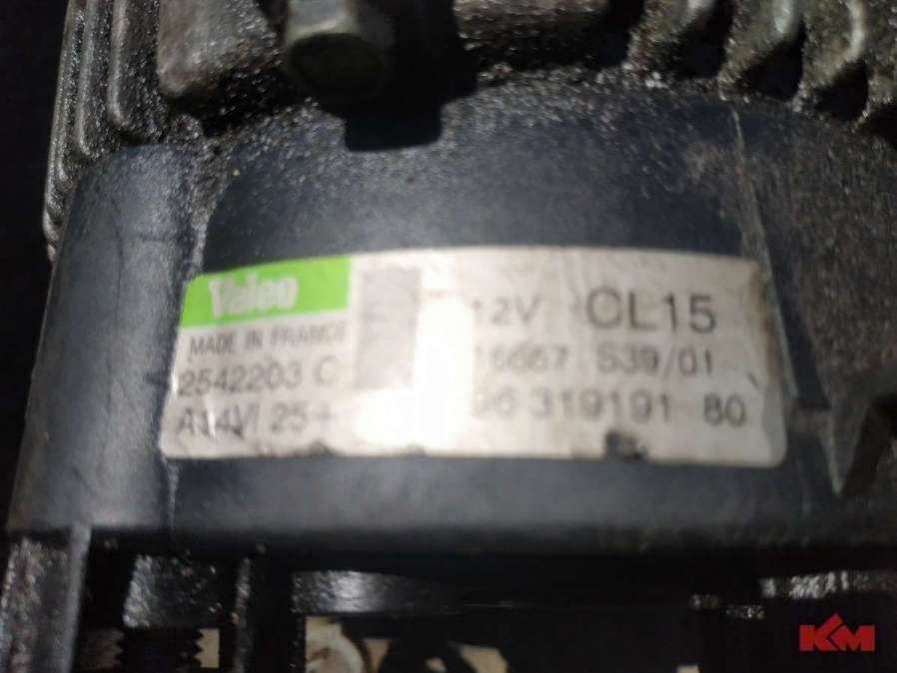 Valeo
MADE IN FRANCE
2542203 C
12V CL15
S39/01
96 319191 80
KM